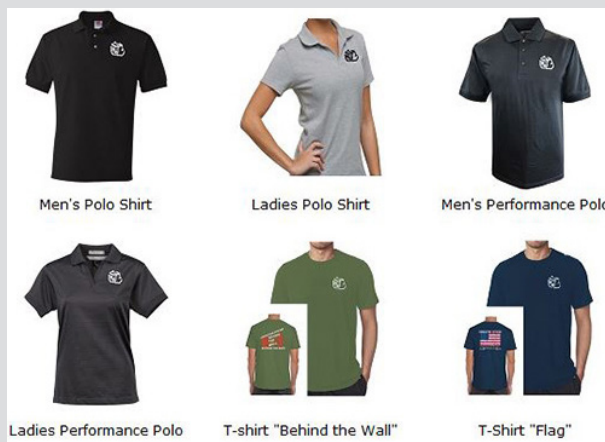 Men's Polo Shirt
Ladies Polo Shirt
Men's Performance Polo
Ladies Performance Polo
T-shirt "Behind the Wall"
T-Shirt "Flag"